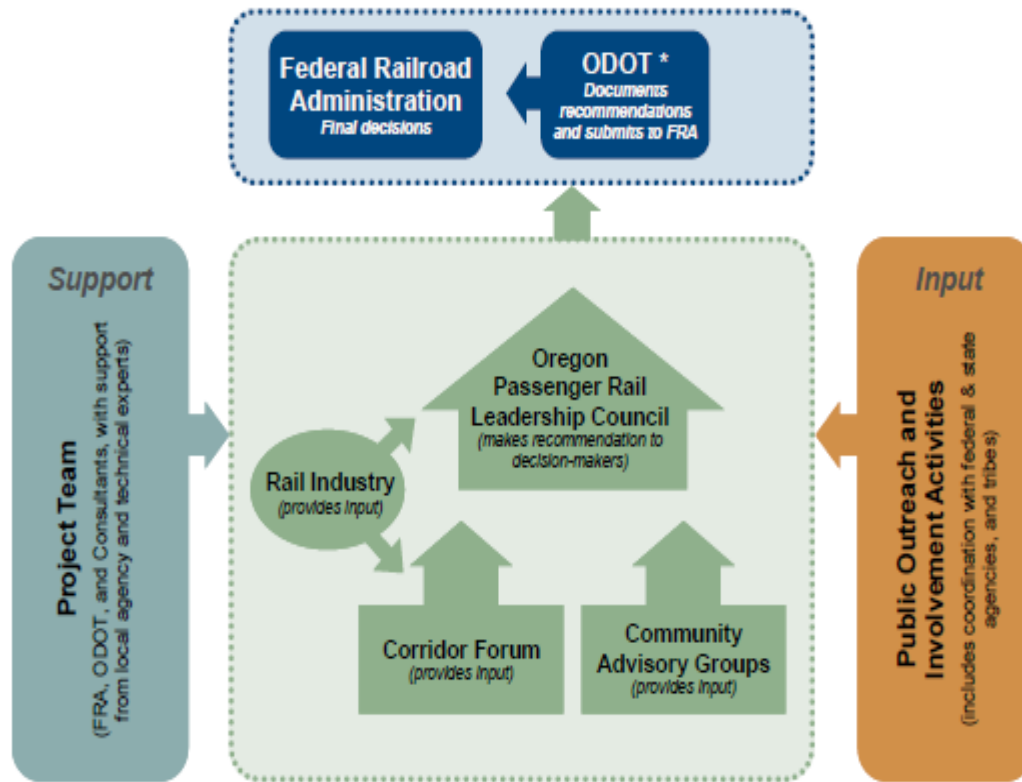 Federal Railroad
Administration
Final decisions
ODOT *
Documents
recommendations
and submits to FRA
Support
Project Team
(FRA, ODOT, and Consultants, with support
from local agency and technical experts)
Oregon
Passenger Rail
Leadership Council
(makes recommendation to
decision-makers)
Rail Industry
(provides input)
Corridor Forum
(provides input)
Community
Advisory Groups
(provides input)
Input
Public Outreach and
Involvement Activities
(includes coordination with federal & state
agencies, and tribes)